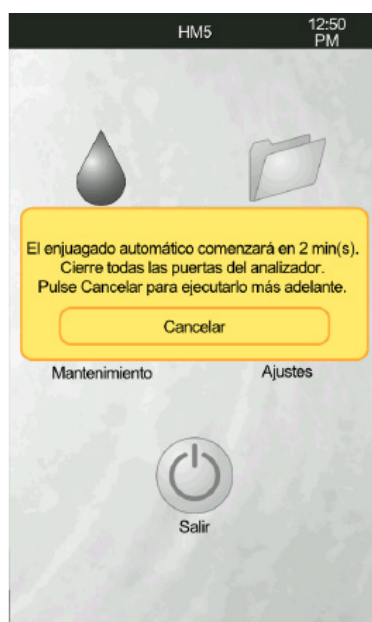 HM5
12:50
PM
El enjuagado automático comenzará en 2 min(s).
Cierre todas las puertas del analizador.
Pulse Cancelar para ejecutarlo más adelante.
Cancelar
Mantenimiento
Ajustes
Salir